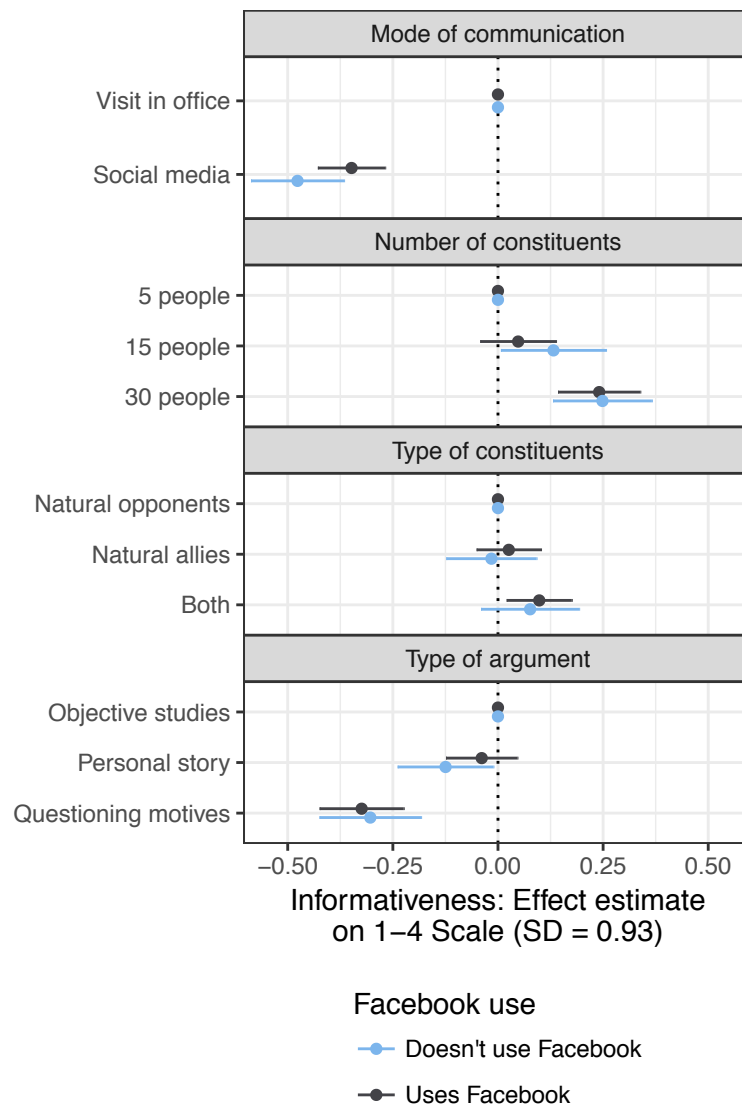 Mode of communication
Visit in office
Social media
Number of constituents
5 people
15 people
30 people
Type of constituents
Natural opponents
Natural allies
Both
Type of argument
Objective studies
Personal story
Questioning motives
−0.50 −0.25 0.00 0.25 0.50
Informativeness: Effect estimate
on 1−4 Scale (SD = 0.93)
Facebook use
Doesn't use Facebook
Uses Facebook